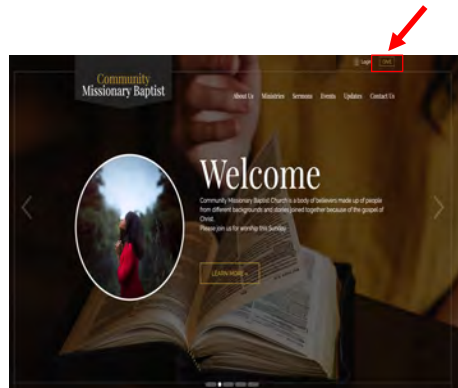 Login GIVE
Community
Missionary Baptist
About Us Ministries Sermons Events Updates Contact Us
Welcome
Community Missionary Baptist Church is a body of believers made up of people
from different backgrounds and stories joined together because of the gospel of
Christ.
Please join us for worship this Sunday
LEARN MORE »